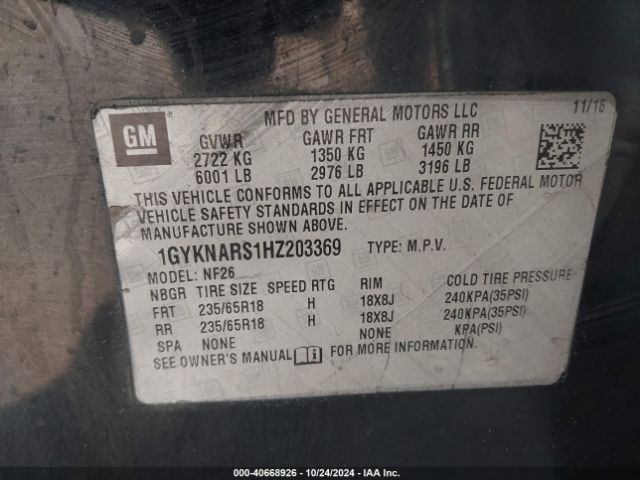 MFD BY GENERAL MOTORS LLC 11/16
GM GVWR GAWR FRT GAWR RR
2722 KG 1350 KG 1450 KG
6001 LB 2976 LB 3196 LB
THIS VEHICLE CONFORMS TO ALL APPLICABLE U.S. FEDERAL MOTOR
VEHICLE SAFETY STANDARDS IN EFFECT ON THE DATE OF
MANUFACTURE SHOWN ABOVE.
1GYKNARS1HZ203369 TYPE: M.P.V.
MODEL: NF26
NBGR TIRE SIZE SPEED RTG RIM COLD TIRE PRESSURE
FRT 235/65R18 H 18X8J 240KPA(35PSI)
RR 235/65R18 H 18X8J 240KPA(35PSI)
SPA NONE NONE KPA(PSI)
SEE OWNER'S MANUAL FOR MORE INFORMATION.
(Stock) - 40668926 - 10/24/2024 - IAA Inc.